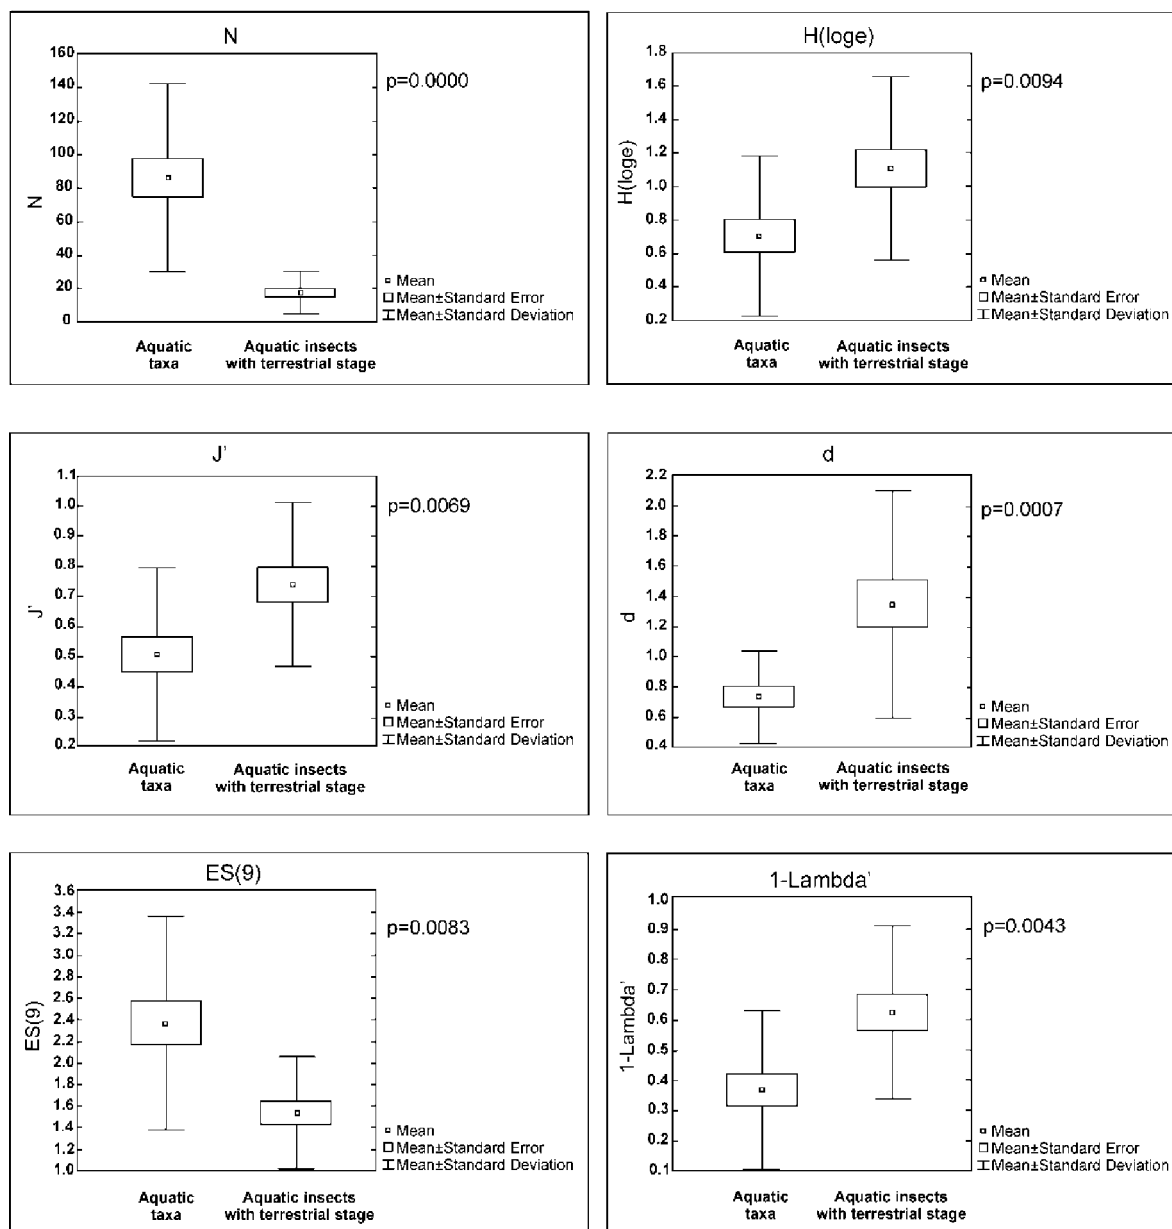 N
160
140
120
100
80
60
40
20
0
N
p=0.0000
Mean
Mean±Standard Error
Mean±Standard Deviation
Aquatic
taxa
Aquatic insects
with terrestrial stage
H(loge)
1.8
1.6
1.4
1.2
1.0
0.8
0.6
0.4
0.2
H(loge)
p=0.0094
Mean
Mean±Standard Error
Mean±Standard Deviation
Aquatic
taxa
Aquatic insects
with terrestrial stage
J'
1.1
1.0
0.9
0.8
0.7
0.6
0.5
0.4
0.3
0.2
J'
p=0.0069
Mean
Mean±Standard Error
Mean±Standard Deviation
Aquatic
taxa
Aquatic insects
with terrestrial stage
d
2.2
2.0
1.8
1.6
1.4
1.2
1.0
0.8
0.6
0.4
d
p=0.0007
Mean
Mean±Standard Error
Mean±Standard Deviation
Aquatic
taxa
Aquatic insects
with terrestrial stage
ES(9)
3.6
3.4
3.2
3.0
2.8
2.6
2.4
2.2
2.0
1.8
1.6
1.4
1.2
1.0
ES(9)
p=0.0083
Mean
Mean±Standard Error
Mean±Standard Deviation
Aquatic
taxa
Aquatic insects
with terrestrial stage
1-Lambda'
1.0
0.9
0.8
0.7
0.6
0.5
0.4
0.3
0.2
0.1
1-Lambda'
p=0.0043
Mean
Mean±Standard Error
Mean±Standard Deviation
Aquatic
taxa
Aquatic insects
with terrestrial stage